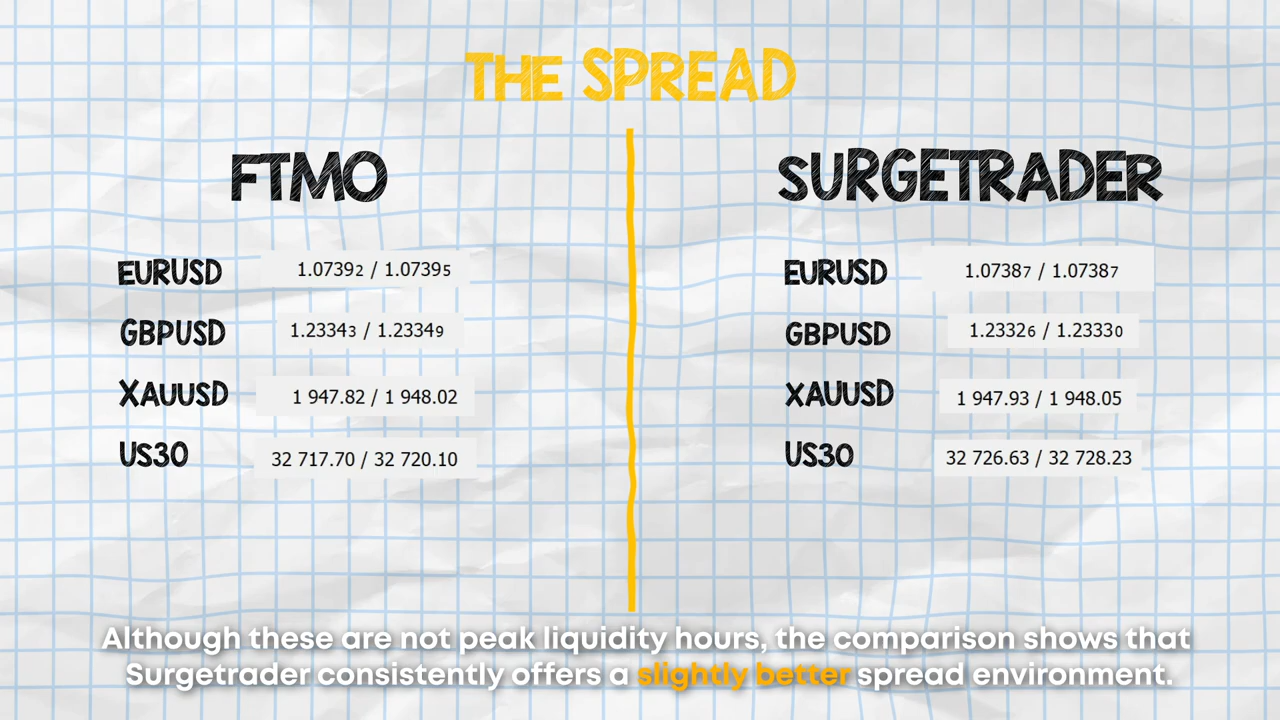 THE SPREAD
FTMO
EURUSD 1.07392 / 1.07395
GBPUSD 1.23343 / 1.23349
XAUUSD 1 947.82 / 1 948.02
US30 32 717.70 / 32 720.10
SURGETRADER
EURUSD 1.07387 / 1.07387
GBPUSD 1.23326 / 1.23330
XAUUSD 1 947.93 / 1 948.05
US30 32 726.63 / 32 728.23
Although these are not peak liquidity hours, the comparison shows that
Surgetrader consistently offers a slightly better spread environment.